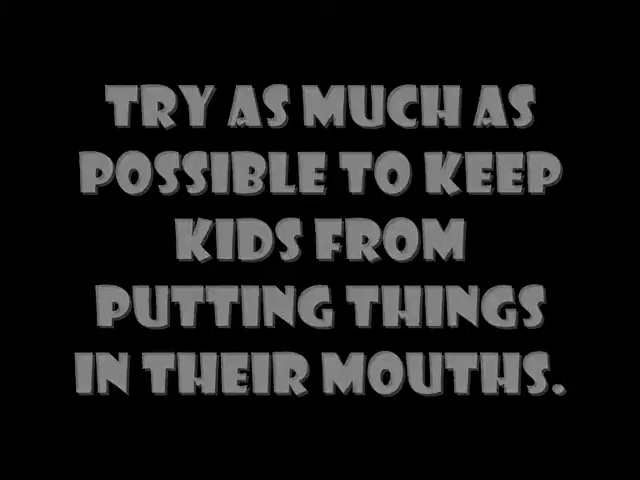 TRY AS MUCH AS
POSSIBLE TO KEEP
KIDS FROM
PUTTING THINGS
IN THEIR MOUTHS.